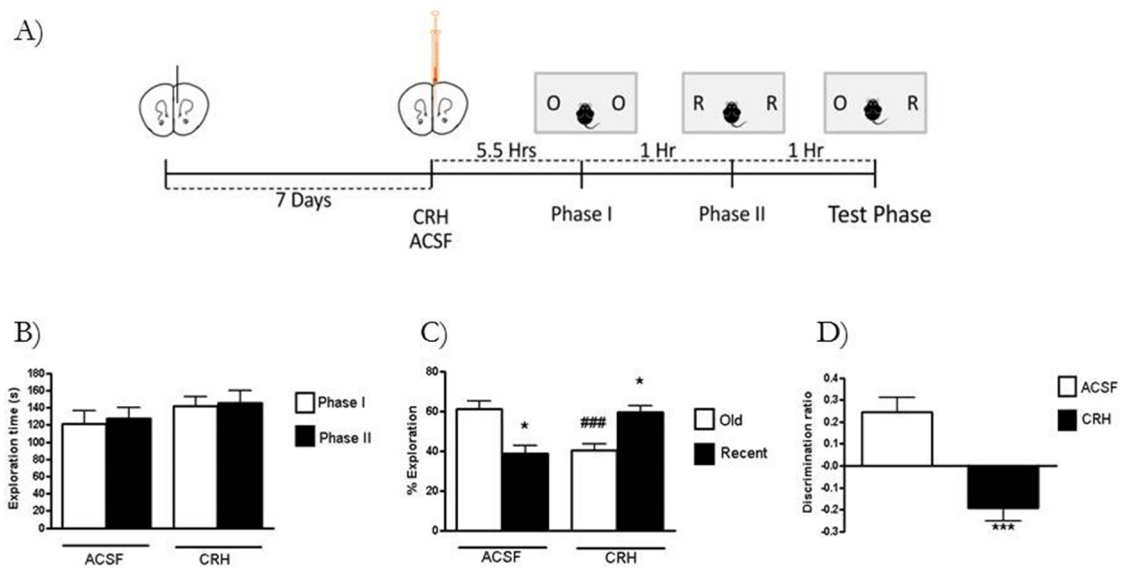 A)
O O R R O R
5.5 Hrs 1 Hr 1 Hr
7 Days
CRH
ACSF
Phase I Phase II Test Phase
B)
Exploration time (s)
180
160
140
120
100
80
60
40
20
0
ACSF CRH
Phase I
Phase II
C)
% Exploration
80
60
40
20
0
*
###
*
ACSF CRH
Old
Recent
D)
Discrimination ratio
0.4
0.3
0.2
0.1
-0.0
-0.1
-0.2
-0.3
***
ACSF
CRH